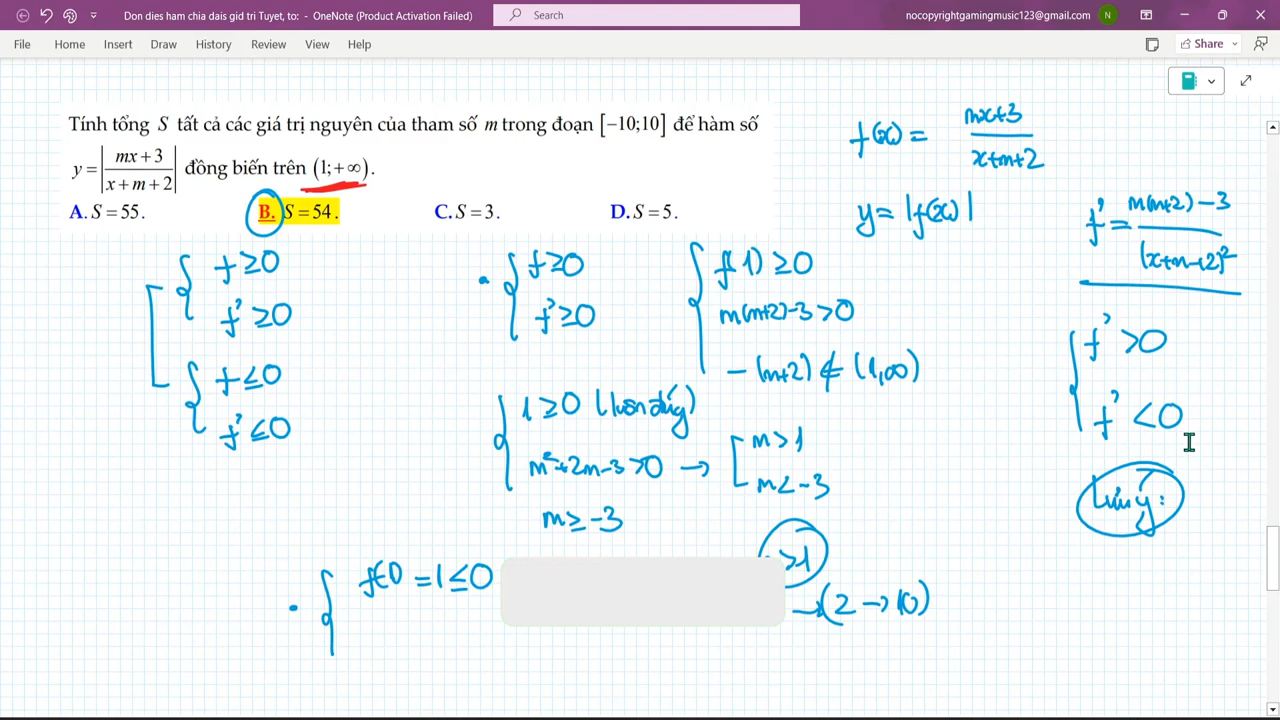 Don dies ham chia dais gid tri Tuyet, to: - OneNote (Product Activation Failed)
Search
nocopyrightgamingmusic123@gmail.com
N
File Home Insert Draw History Review View Help
Share
Tính tổng S tất cả các giá trị nguyên của tham số m trong đoạn [−10;10] để hàm số
y = |mx+3 / x+m+2| đồng biến trên (1;+∞).
A. S = 55. B. S = 54. C. S = 3. D. S = 5.
f(x) = mx+3 / x+m+2
y = |f(x)|
f' = m(m+2)−3 / (x+m+2)²
f ≥ 0
f' ≥ 0
f ≤ 0
f' ≤ 0
f ≥ 0
f' ≥ 0
f(1) ≥ 0
m(m+2)−3 > 0
−(m+2) ∉ (1,∞)
1 ≥ 0 (luôn đúng)
m²+2m−3 > 0 → m > 1
m < −3
m ≥ −3
f' > 0
f' < 0
Lưu ý:
>1
→ (2 → 10)
= 1 ≤ 0